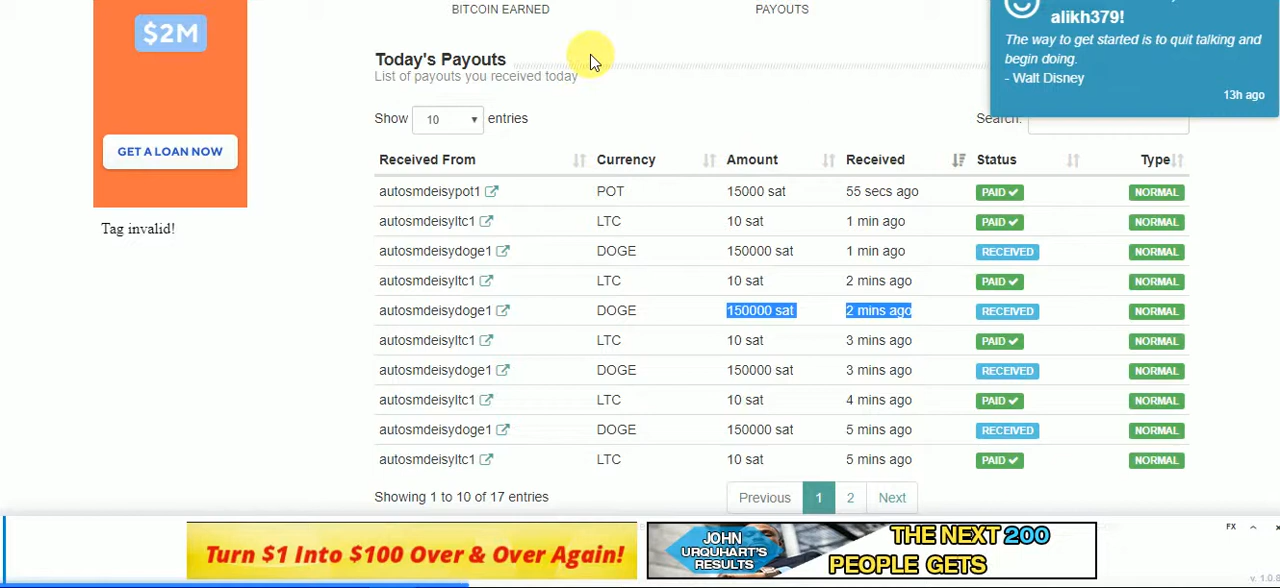 BITCOIN EARNED PAYOUTS
$2M
GET A LOAN NOW
Tag invalid!
alikh379!
The way to get started is to quit talking and
begin doing.
- Walt Disney
13h ago
Today's Payouts
List of payouts you received today
Show 10 entries
Search:
Received From Currency Amount Received Status Type
autosmdeisypot1 POT 15000 sat 55 secs ago PAID NORMAL
autosmdeisyltc1 LTC 10 sat 1 min ago PAID NORMAL
autosmdeisydoge1 DOGE 150000 sat 1 min ago RECEIVED NORMAL
autosmdeisyltc1 LTC 10 sat 2 mins ago PAID NORMAL
autosmdeisydoge1 DOGE 150000 sat 2 mins ago RECEIVED NORMAL
autosmdeisyltc1 LTC 10 sat 3 mins ago PAID NORMAL
autosmdeisydoge1 DOGE 150000 sat 3 mins ago RECEIVED NORMAL
autosmdeisyltc1 LTC 10 sat 4 mins ago PAID NORMAL
autosmdeisydoge1 DOGE 150000 sat 5 mins ago RECEIVED NORMAL
autosmdeisyltc1 LTC 10 sat 5 mins ago PAID NORMAL
Showing 1 to 10 of 17 entries
Previous 1 2 Next
Turn $1 Into $100 Over & Over Again!
JOHN
URQUHART'S
RESULTS
THE NEXT 200
PEOPLE GETS
FX
v. 1.0.8